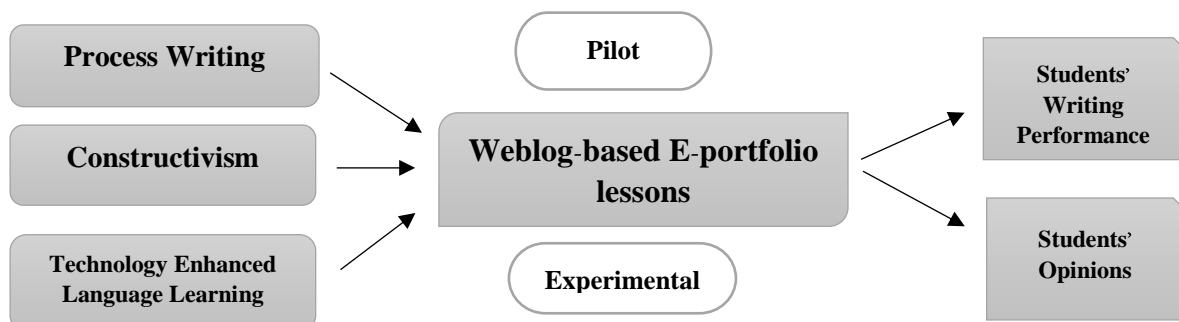 Process Writing
Constructivism
Technology Enhanced
Language Learning
Pilot
Weblog-based E-portfolio
lessons
Experimental
Students’
Writing
Performance
Students’
Opinions